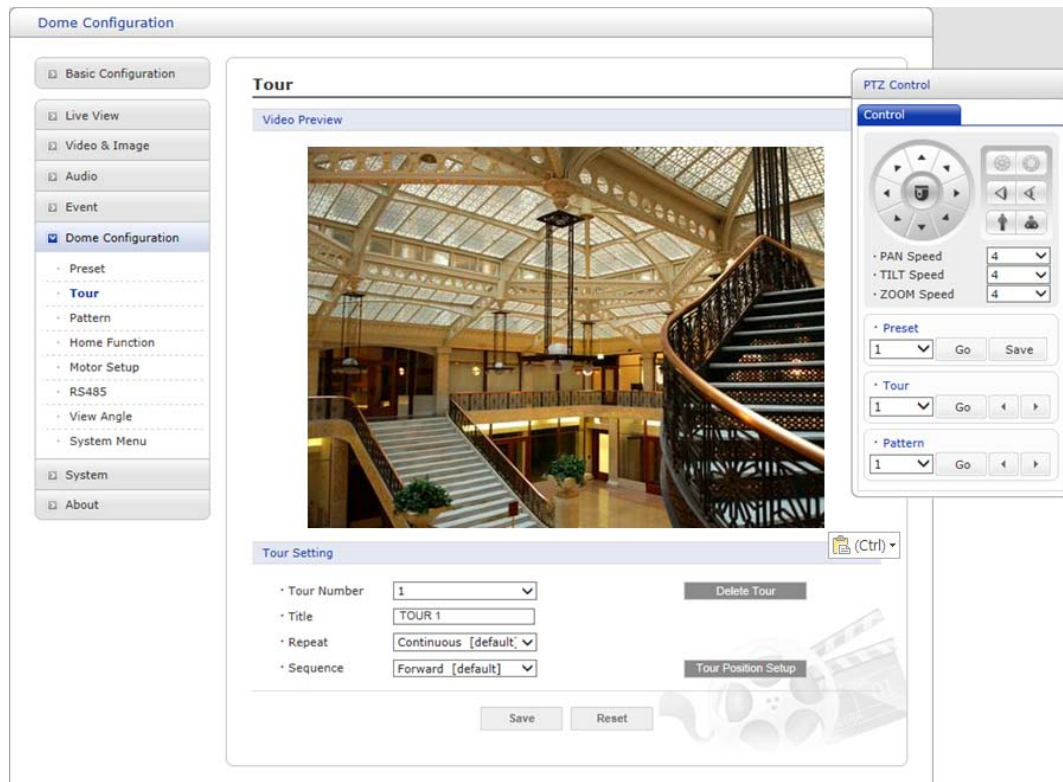 Dome Configuration
Basic Configuration
Live View
Video & Image
Audio
Event
Dome Configuration
Preset
Tour
Pattern
Home Function
Motor Setup
RS485
View Angle
System Menu
System
About
Tour
Video Preview
Tour Setting
Tour Number 1 Delete Tour
Title TOUR 1
Repeat Continuous [default]
Sequence Forward [default] Tour Position Setup
Save Reset
(Ctrl)
PTZ Control
Control
PAN Speed 4
TILT Speed 4
ZOOM Speed 4
Preset
1 Go Save
Tour
1 Go
Pattern
1 Go